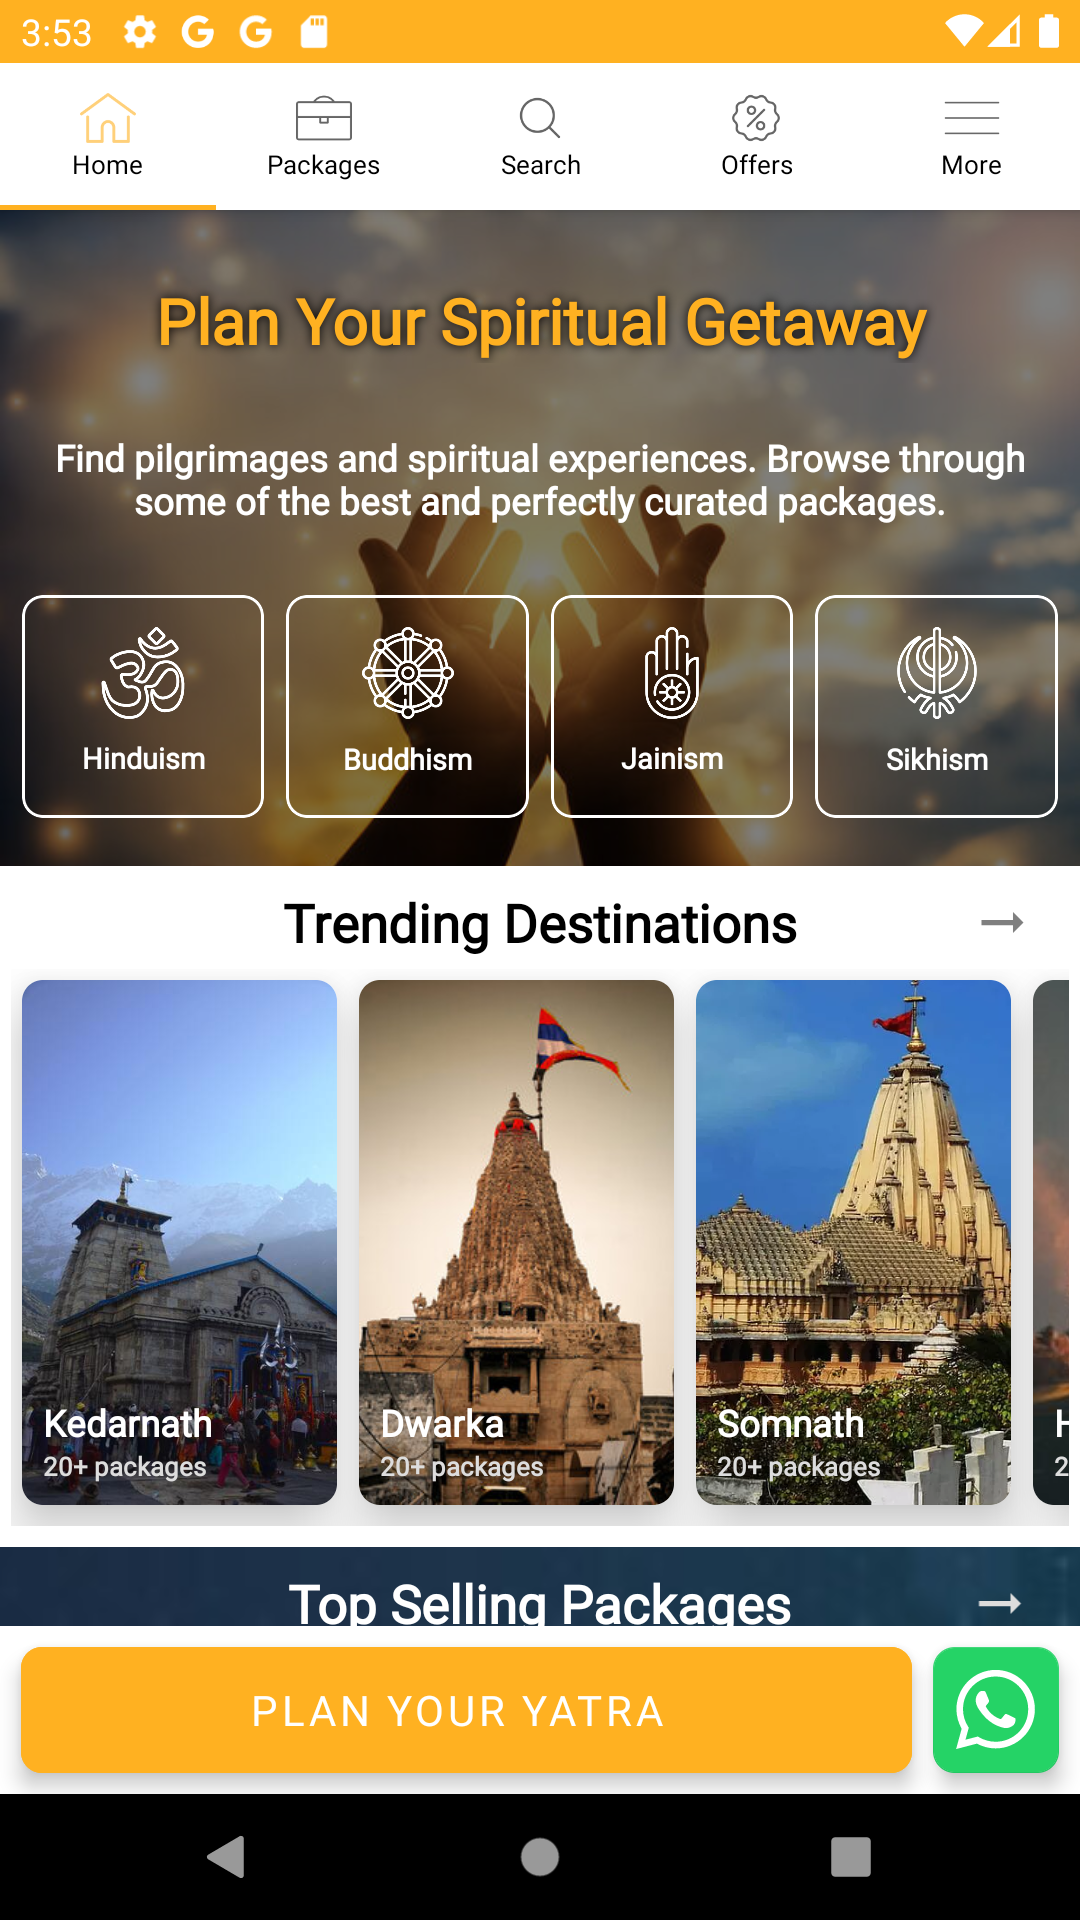 3:53
Home
Packages
Search
Offers
More
Plan Your Spiritual Getaway
Find pilgrimages and spiritual experiences. Browse through
some of the best and perfectly curated packages.
Hinduism
Buddhism
Jainism
Sikhism
Trending Destinations
Kedarnath
20+ packages
Dwarka
20+ packages
Somnath
20+ packages
H
2
Top Selling Packages
PLAN YOUR YATRA